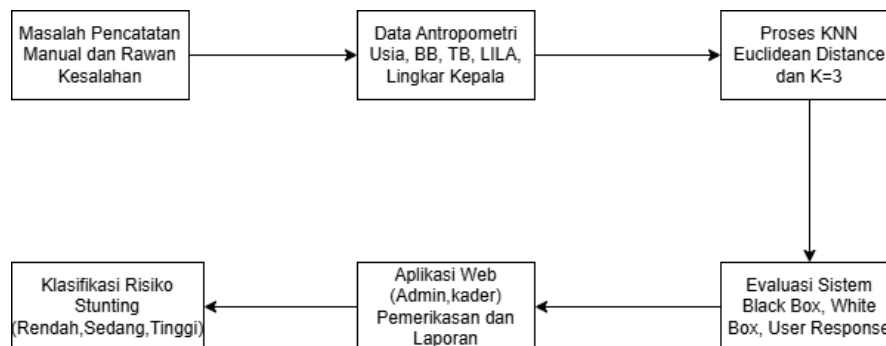 Masalah Pencatatan
Manual dan Rawan
Kesalahan
Data Antropometri
Usia, BB, TB, LILA,
Lingkar Kepala
Proses KNN
Euclidean Distance
dan K=3
Evaluasi Sistem
Black Box, White
Box, User Response
Aplikasi Web
(Admin,kader)
Pemerikasan dan
Laporan
Klasifikasi Risiko
Stunting
(Rendah,Sedang,Tinggi)